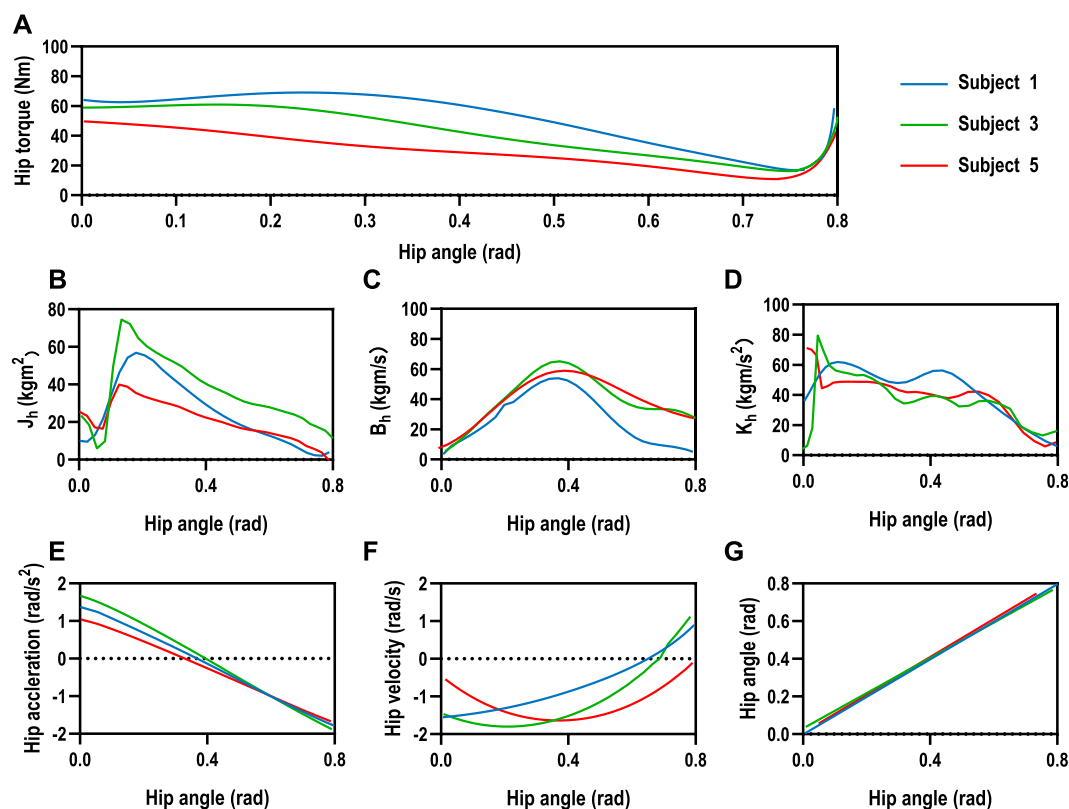 A
Hip torque (Nm)
100
80
60
40
20
0
0.0 0.1 0.2 0.3 0.4 0.5 0.6 0.7 0.8
Hip angle (rad)
Subject 1
Subject 3
Subject 5
B
J_h (kgm²)
80
60
40
20
0
0.0 0.4 0.8
Hip angle (rad)
C
B_h (kgm/s)
100
80
60
40
20
0
0.0 0.4 0.8
Hip angle (rad)
D
K_h (kgm/s²)
100
80
60
40
20
0
0.0 0.4 0.8
Hip angle (rad)
E
Hip accleration (rad/s²)
2
1
0
-1
-2
0.0 0.4 0.8
Hip angle (rad)
F
Hip velocity (rad/s)
2
1
0
-1
-2
0.0 0.4 0.8
Hip angle (rad)
G
Hip angle (rad)
0.8
0.6
0.4
0.2
0.0
0.0 0.4 0.8
Hip angle (rad)